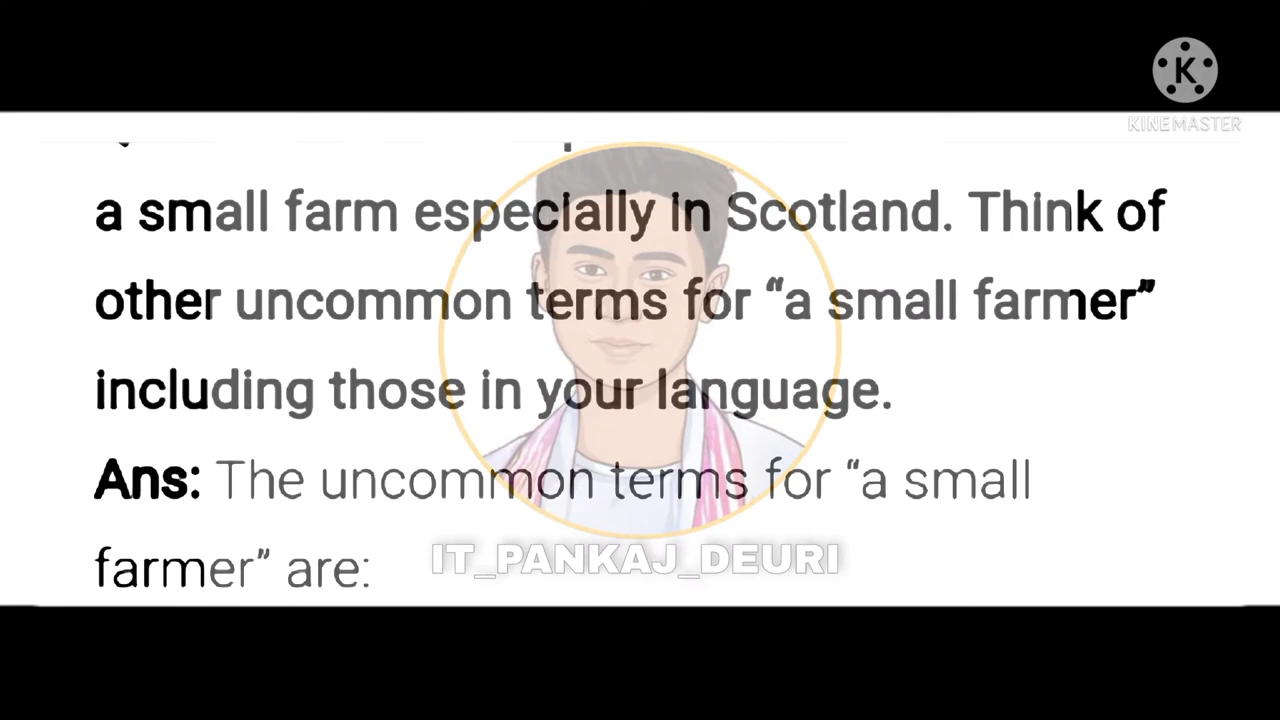 KINEMASTER
a small farm especially in Scotland. Think of
other uncommon terms for “a small farmer”
including those in your language.
Ans: The uncommon terms for “a small
farmer” are:
IT_PANKAJ_DEURI